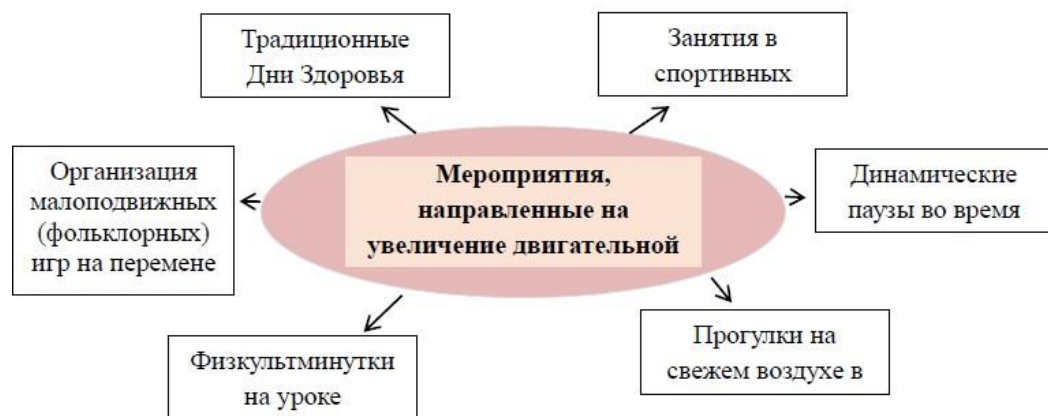 Традиционные
Дни Здоровья
Занятия в
спортивных
Организация
малоподвижных
(фольклорных)
игр на перемене
Мероприятия,
направленные на
увеличение двигательной
Динамические
паузы во время
Физкультминутки
на уроке
Прогулки на
свежем воздухе в